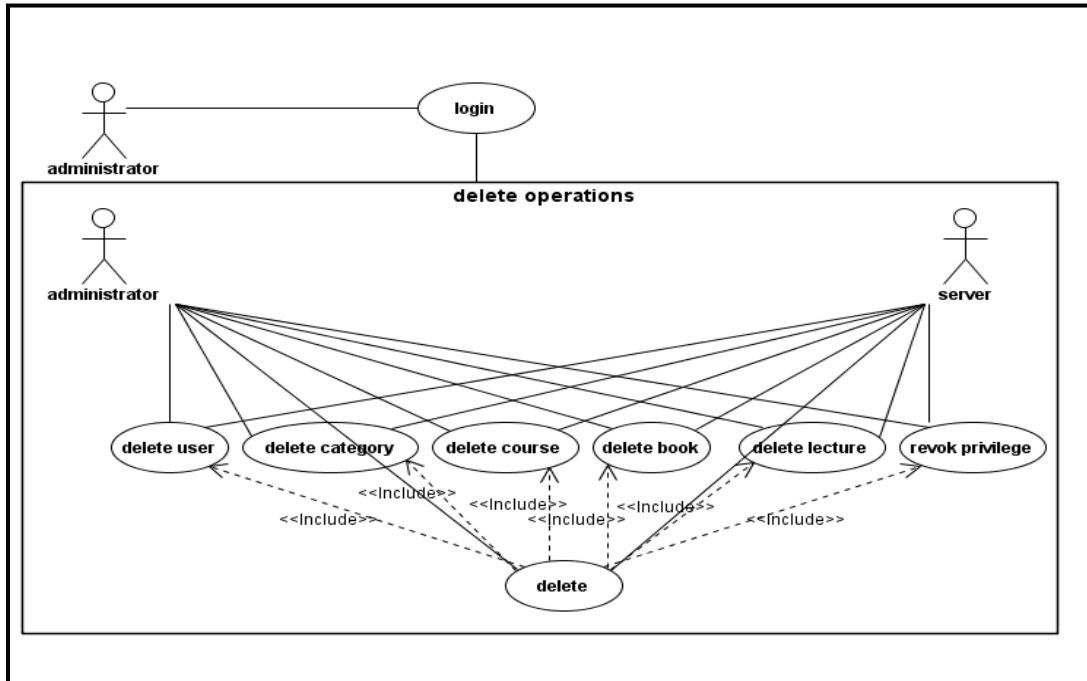 login
administrator
delete operations
administrator
server
delete user
delete category
delete course
delete book
delete lecture
revok privilege
<<Include>>
<<Include>>
<<Include>>
<<Include>>
<<Include>>
<<Include>>
delete